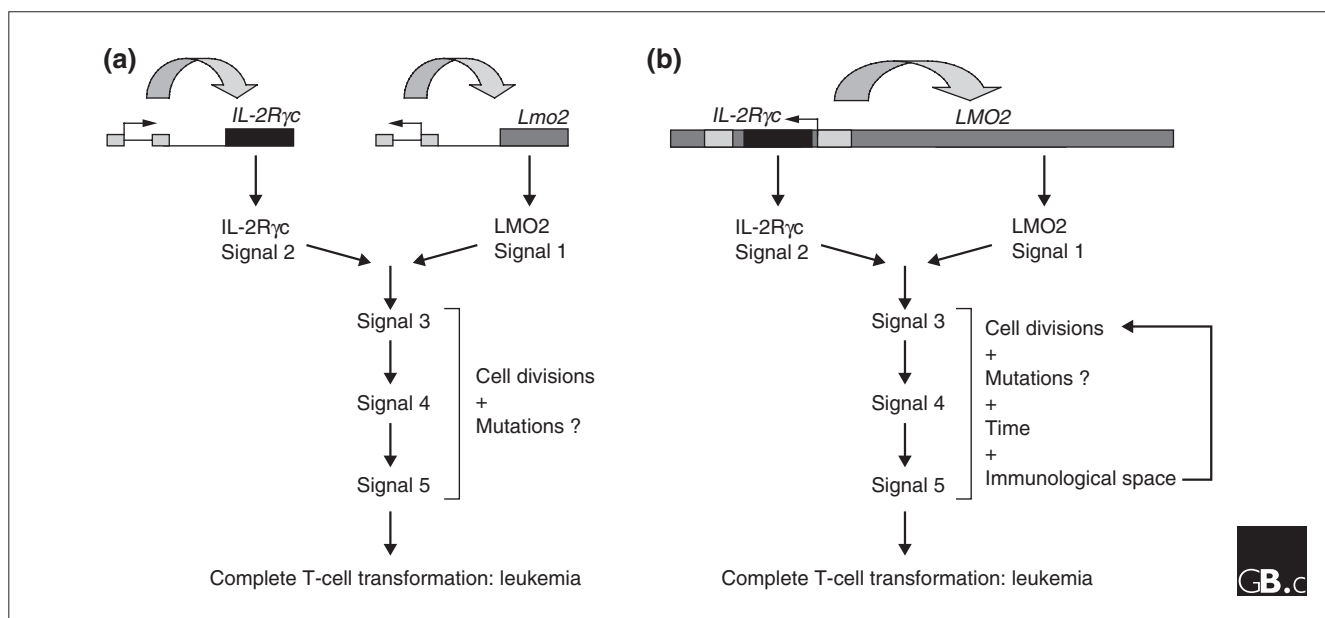 (a)
IL-2Rγc
Lmo2
IL-2Rγc
Signal 2
LMO2
Signal 1
Signal 3
Signal 4
Signal 5
Cell divisions
+
Mutations ?
Complete T-cell transformation: leukemia
(b)
IL-2Rγc
LMO2
IL-2Rγc
Signal 2
LMO2
Signal 1
Signal 3
Signal 4
Signal 5
Cell divisions
+
Mutations ?
+
Time
+
Immunological space
Complete T-cell transformation: leukemia
GB.c